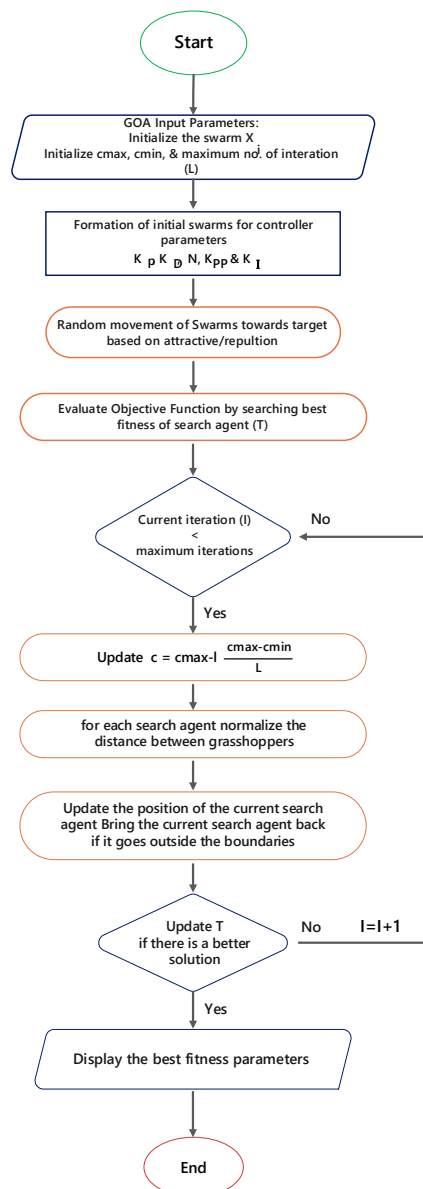 Start
GOA Input Parameters:
Initialize the swarm X i
Initialize cmax, cmin, & maximum no. of interation
(L)
Formation of initial swarms for controller
parameters
K p K D, N, K PP & K I
Random movement of Swarms towards target
based on attractive/repultion
Evaluate Objective Function by searching best
fitness of search agent (T)
Current iteration (l)
<
maximum iterations
No
Yes
Update c = cmax-l cmax-cmin
L
for each search agent normalize the
distance between grasshoppers
Update the position of the current search
agent Bring the current search agent back
if it goes outside the boundaries
Update T
if there is a better
solution
No l=l+1
Yes
Display the best fitness parameters
End